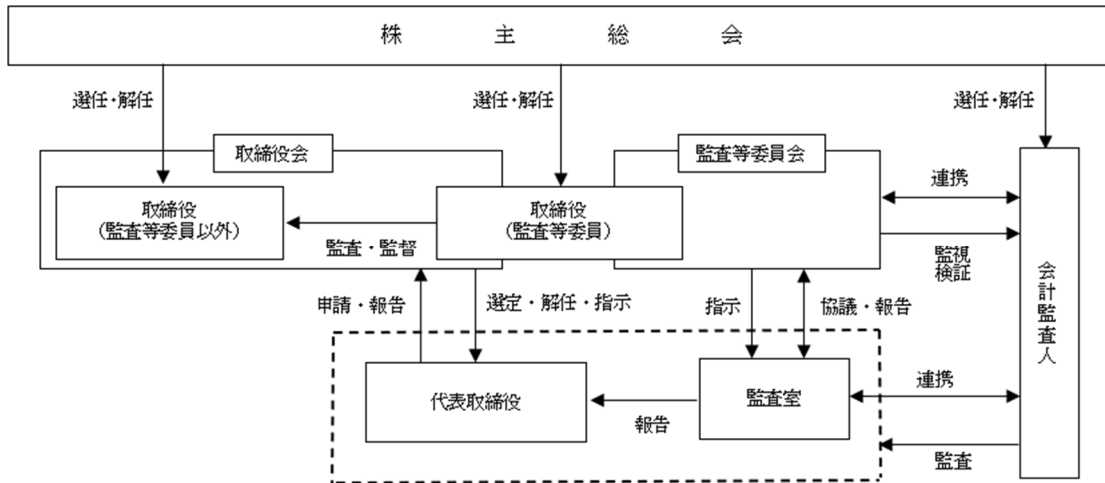 株主総会
選任・解任
選任・解任
選任・解任
取締役会
監査等委員会
取締役
(監査等委員以外)
取締役
(監査等委員)
監査・監督
連携
監視
検証
会計監査人
申請・報告
選定・解任・指示
指示
協議・報告
代表取締役
監査室
報告
連携
監査